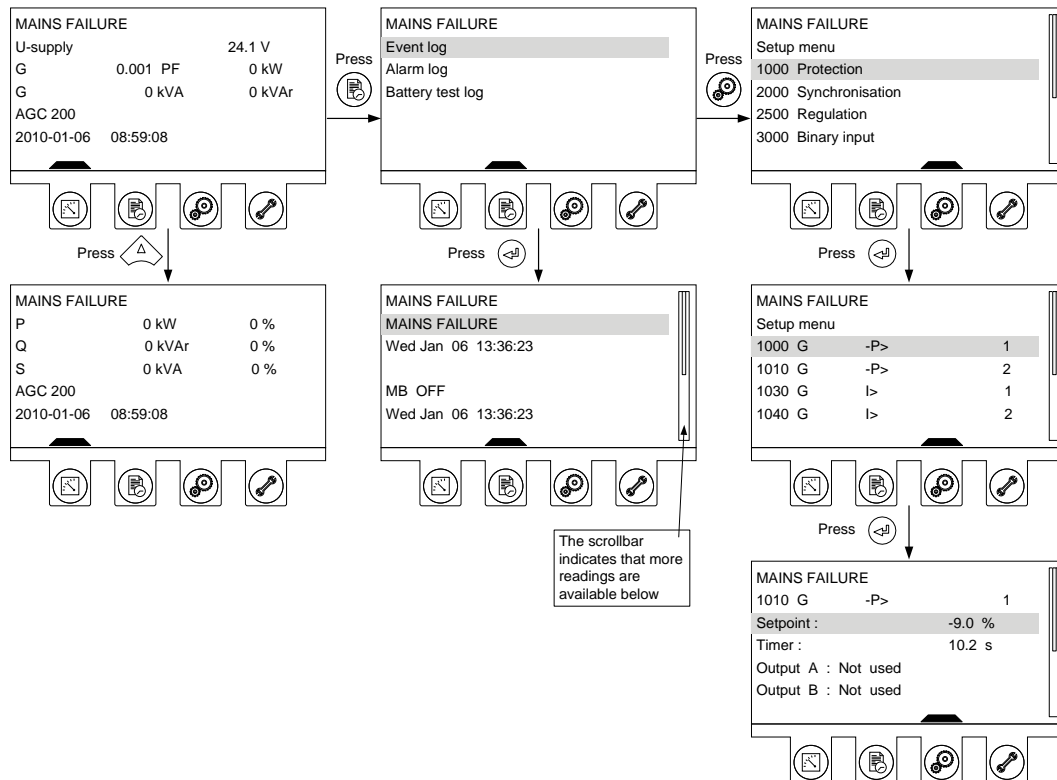 MAINS FAILURE
U-supply 24.1 V
G 0.001 PF 0 kW
G 0 kVA 0 kVAr
AGC 200
2010-01-06 08:59:08
Press
MAINS FAILURE
Event log
Alarm log
Battery test log
Press
MAINS FAILURE
Setup menu
1000 Protection
2000 Synchronisation
2500 Regulation
3000 Binary input
Press
MAINS FAILURE
P 0 kW 0 %
Q 0 kVAr 0 %
S 0 kVA 0 %
AGC 200
2010-01-06 08:59:08
Press
MAINS FAILURE
MAINS FAILURE
Wed Jan 06 13:36:23
MB OFF
Wed Jan 06 13:36:23
The scrollbar
indicates that more
readings are
available below
Press
MAINS FAILURE
Setup menu
1000 G -P> 1
1010 G -P> 2
1030 G I> 1
1040 G I> 2
Press
MAINS FAILURE
1010 G -P> 1
Setpoint : -9.0 %
Timer : 10.2 s
Output A : Not used
Output B : Not used